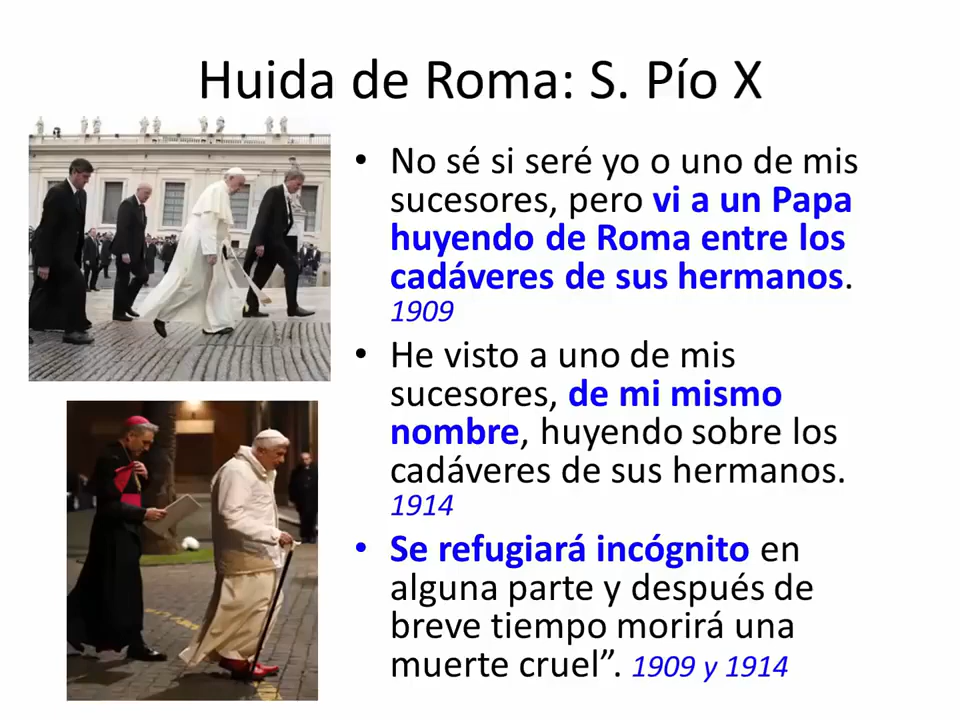 Huida de Roma: S. Pío X
• No sé si seré yo o uno de mis
sucesores, pero vi a un Papa
huyendo de Roma entre los
cadáveres de sus hermanos.
1909
• He visto a uno de mis
sucesores, de mi mismo
nombre, huyendo sobre los
cadáveres de sus hermanos.
1914
• Se refugiará incógnito en
alguna parte y después de
breve tiempo morirá una
muerte cruel”. 1909 y 1914